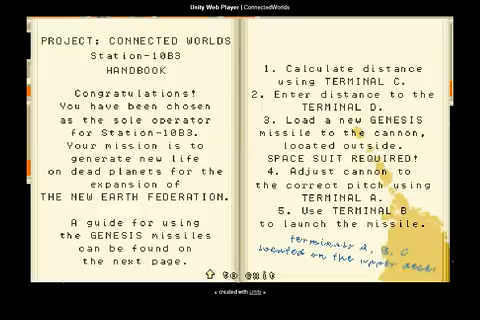 Unity Web Player | ConnectedWorlds
PROJECT: CONNECTED WORLDS
Station-10B3
HANDBOOK
Congratulations!
You have been chosen
as the sole operator
for Station-10B3.
Your mission is to
generate new life
on dead planets for the
expansion of
THE NEW EARTH FEDERATION.
A guide for using
the GENESIS missiles
can be found on
the next page.
1. Calculate distance
using TERMINAL C.
2. Enter distance to the
TERMINAL D.
3. Load a new GENESIS
missile to the cannon,
located outside.
SPACE SUIT REQUIRED!
4. Adjust cannon to
the correct pitch using
TERMINAL A.
5. Use TERMINAL B
to launch the missile.
terminals A, B, C
located on the upper deck!
to exit
« created with Unity »